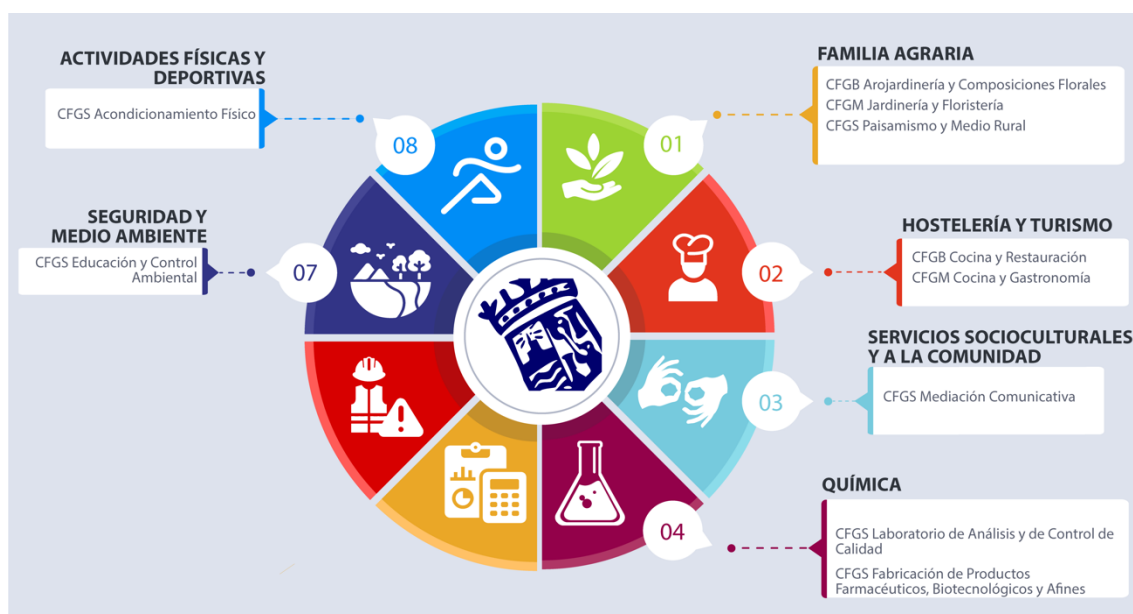 ACTIVIDADES FÍSICAS Y
DEPORTIVAS
CFGS Acondicionamiento Físico
08
FAMILIA AGRARIA
CFGB Arojardinería y Composiciones Florales
CFGM Jardinería y Floristería
CFGS Paisamismo y Medio Rural
01
SEGURIDAD Y
MEDIO AMBIENTE
CFGS Educación y Control
Ambiental
07
HOSTELERÍA Y TURISMO
CFGB Cocina y Restauración
CFGM Cocina y Gastronomía
02
SERVICIOS SOCIOCULTURALES
Y A LA COMUNIDAD
CFGS Mediación Comunicativa
03
QUÍMICA
CFGS Laboratorio de Análisis y de Control de
Calidad
CFGS Fabricación de Productos
Farmacéuticos, Biotecnológicos y Afines
04